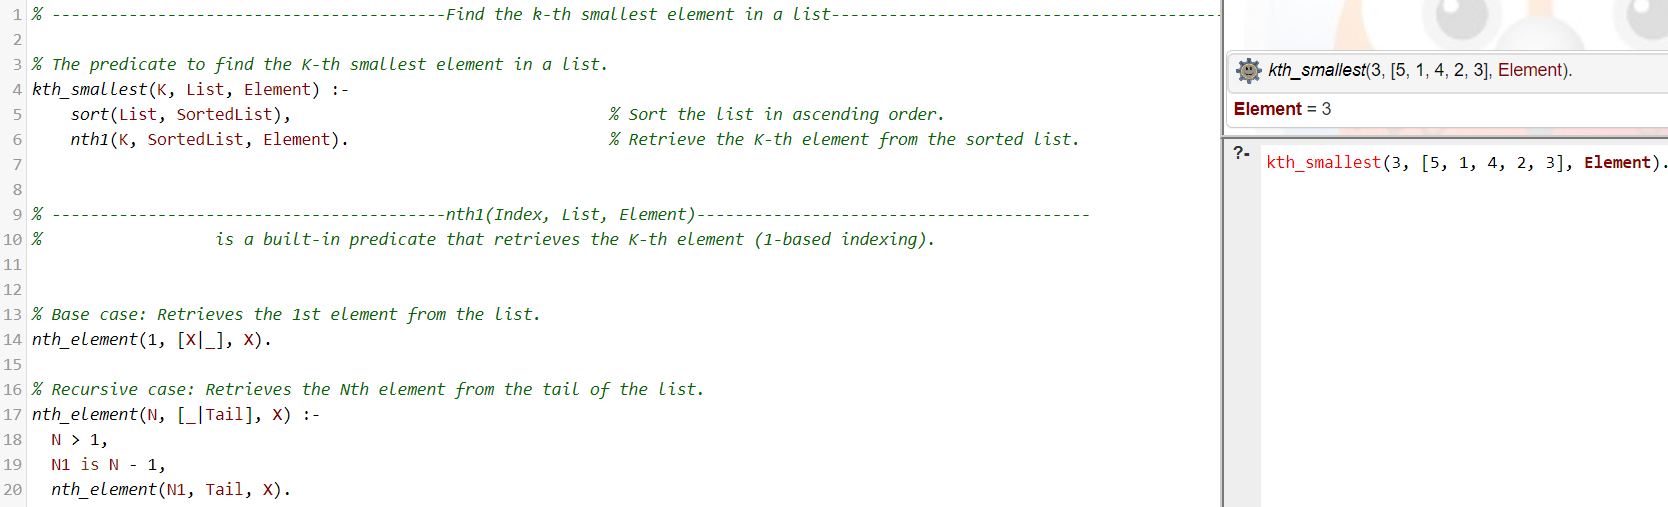 1 % -----------------------------------------Find the k-th smallest element in a list-----------------------------------------
2
3 % The predicate to find the K-th smallest element in a list.
4 kth_smallest(K, List, Element) :-
5     sort(List, SortedList),                                 % Sort the list in ascending order.
6     nth1(K, SortedList, Element).                           % Retrieve the K-th element from the sorted list.
7
8
9 % -----------------------------------------nth1(Index, List, Element)-----------------------------------------
10 %                  is a built-in predicate that retrieves the K-th element (1-based indexing).
11
12
13 % Base case: Retrieves the 1st element from the list.
14 nth_element(1, [X|_], X).
15
16 % Recursive case: Retrieves the Nth element from the tail of the list.
17 nth_element(N, [_|Tail], X) :-
18   N > 1,
19   N1 is N - 1,
20   nth_element(N1, Tail, X).
kth_smallest(3, [5, 1, 4, 2, 3], Element).
Element = 3
?- kth_smallest(3, [5, 1, 4, 2, 3], Element).